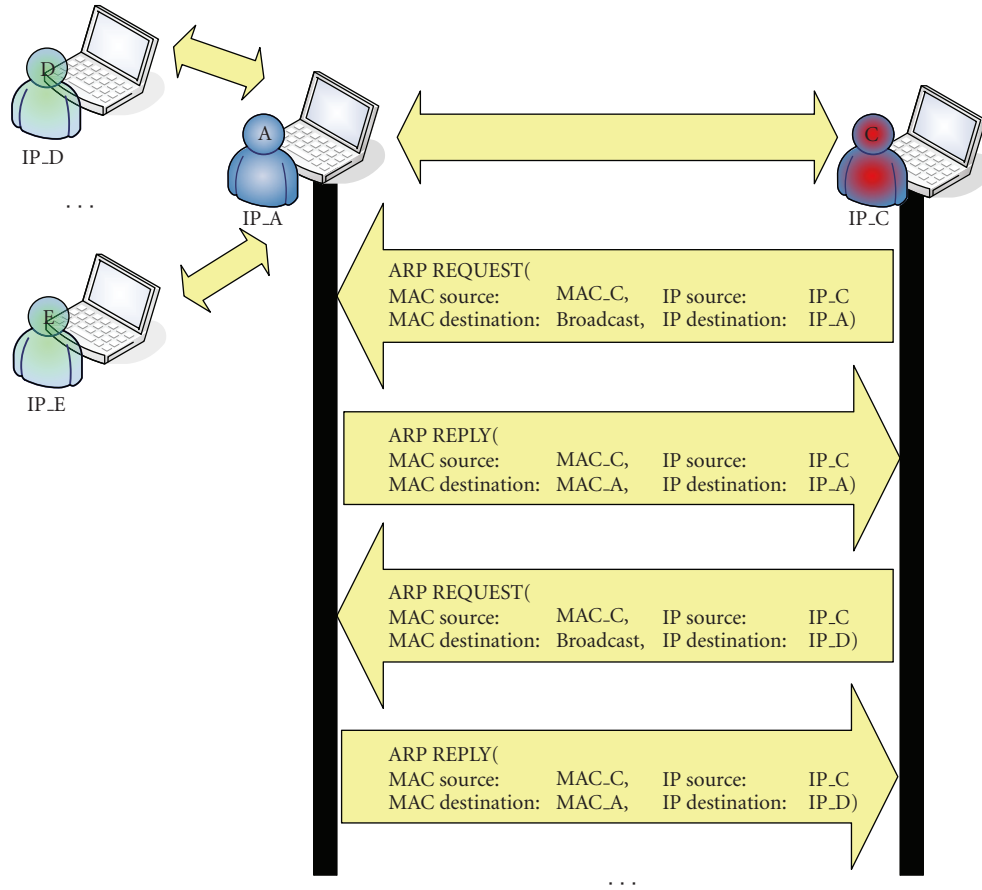 D
IP_D
. . .
A
IP_A
C
IP_C
E
IP_E
ARP REQUEST(
MAC source: MAC_C, IP source: IP_C
MAC destination: Broadcast, IP destination: IP_A)
ARP REPLY(
MAC source: MAC_C, IP source: IP_C
MAC destination: MAC_A, IP destination: IP_A)
ARP REQUEST(
MAC source: MAC_C, IP source: IP_C
MAC destination: Broadcast, IP destination: IP_D)
ARP REPLY(
MAC source: MAC_C, IP source: IP_C
MAC destination: MAC_A, IP destination: IP_D)
. . .